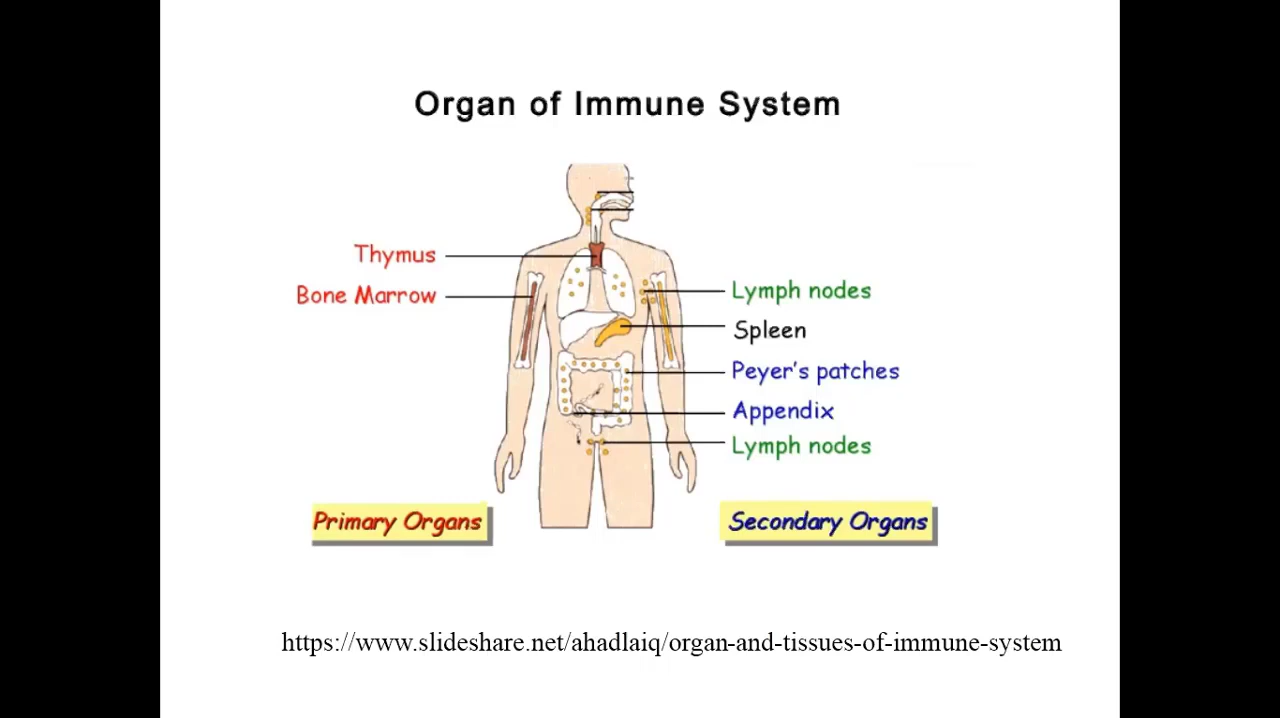 Organ of Immune System
Thymus
Bone Marrow
Lymph nodes
Spleen
Peyer's patches
Appendix
Lymph nodes
Primary Organs
Secondary Organs
https://www.slideshare.net/ahadlaiq/organ-and-tissues-of-immune-system